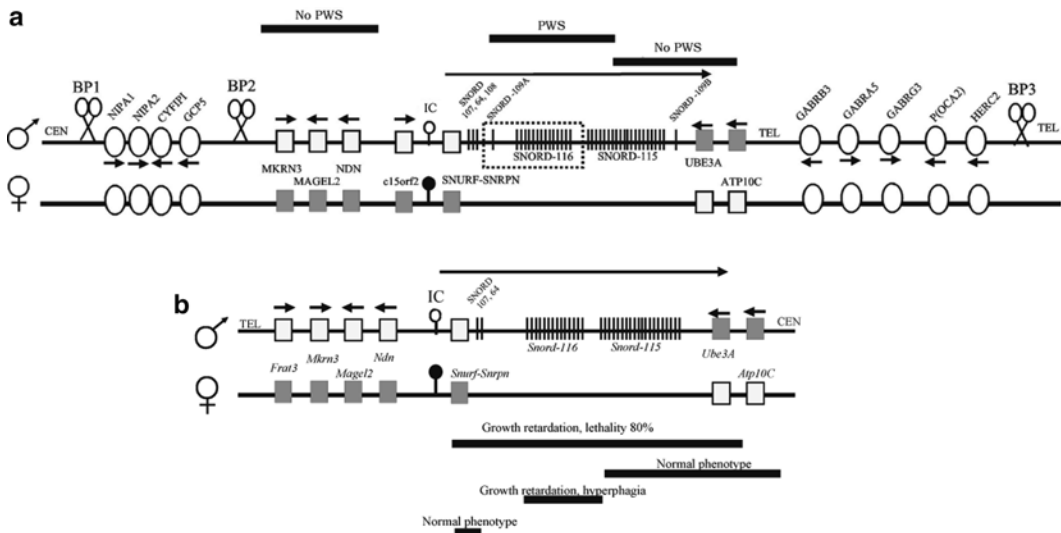 a
No PWS
PWS
No PWS
BP1
NIPA1
NIPA2
CYFIP1
GCP5
BP2
IC
SNORD
107, 64, 108
SNORD -109A
SNORD -109B
GABRB3
GABRA5
GABRG3
P(OCA2)
HERC2
BP3
CEN
TEL
TEL
SNORD-116
SNORD-115
UBE3A
MKRN3
MAGEL2
NDN
c15orf2
SNURF-SNRPN
ATP10C
b
IC
SNORD
107, 64
TEL
CEN
Snord-116
Snord-115
Ube3A
Frat3
Mkrn3
Magel2
Ndn
Snurf-Snrpn
Atp10C
Growth retardation, lethality 80%
Normal phenotype
Growth retardation, hyperphagia
Normal phenotype